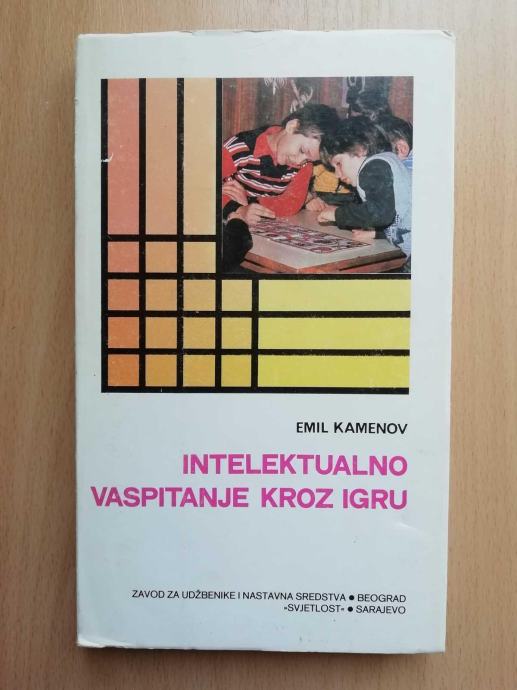 EMIL KAMENOV
INTELEKTUALNO
VASPITANJE KROZ IGRU
ZAVOD ZA UDŽBENIKE I NASTAVNA SREDSTVA ● BEOGRAD
»SVJETLOST« ● SARAJEVO